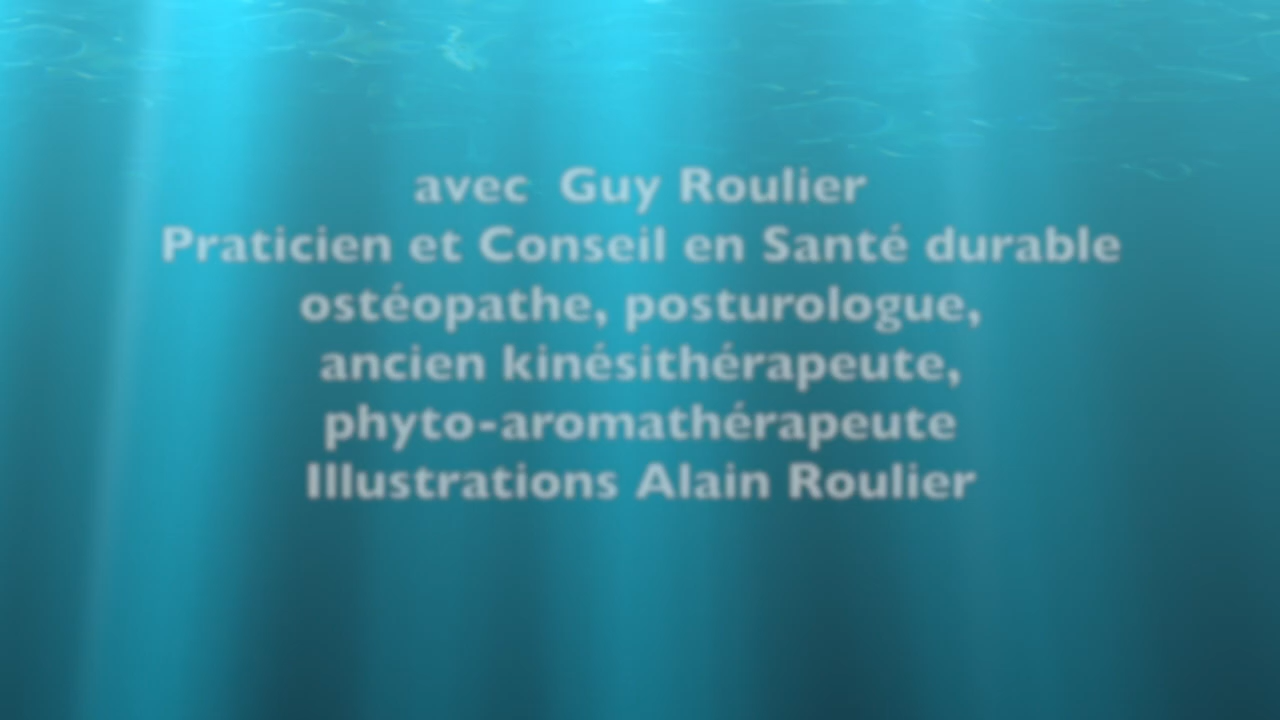 avec Guy Roulier
Praticien et Conseil en Santé durable
ostéopathe, posturologue,
ancien kinésithérapeute,
phyto-aromathérapeute
Illustrations Alain Roulier